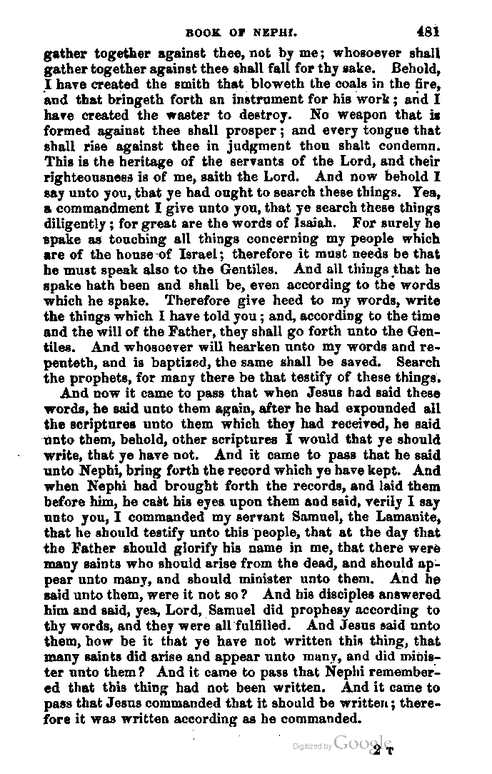 BOOK OF NEPHI. 481
gather together against thee, not by me; whosoever shall
gather together against thee shall fall for thy sake. Behold,
I have created the smith that bloweth the coals in the fire,
and that bringeth forth an instrument for his work; and I
have created the waster to destroy. No weapon that is
formed against thee shall prosper; and every tongue that
shall rise against thee in judgment thou shalt condemn.
This is the heritage of the servants of the Lord, and their
righteousness is of me, saith the Lord. And now behold I
say unto you, that ye had ought to search these things. Yea,
a commandment I give unto you, that ye search these things
diligently; for great are the words of Isaiah. For surely he
spake as touching all things concerning my people which
are of the house of Israel; therefore it must needs be that
he must speak also to the Gentiles. And all things that he
spake hath been and shall be, even according to the words
which he spake. Therefore give heed to my words, write
the things which I have told you; and, according to the time
and the will of the Father, they shall go forth unto the Gen-
tiles. And whosoever will hearken unto my words and re-
penteth, and is baptized, the same shall be saved. Search
the prophets, for many there be that testify of these things.
And now it came to pass that when Jesus had said these
words, he said unto them again, after he had expounded all
the scriptures unto them which they had received, he said
unto them, behold, other scriptures I would that ye should
write, that ye have not. And it came to pass that he said
unto Nephi, bring forth the record which ye have kept. And
when Nephi had brought forth the records, and laid them
before him, he cast his eyes upon them and said, verily I say
unto you, I commanded my servant Samuel, the Lamanite,
that he should testify unto this people, that at the day that
the Father should glorify his name in me, that there were
many saints who should arise from the dead, and should ap-
pear unto many, and should minister unto them. And he
said unto them, were it not so? And his disciples answered
him and said, yea, Lord, Samuel did prophesy according to
thy words, and they were all fulfilled. And Jesus said unto
them, how be it that ye have not written this thing, that
many saints did arise and appear unto many, and did minis-
ter unto them? And it came to pass that Nephi remember-
ed that this thing had not been written. And it came to
pass that Jesus commanded that it should be written; there-
fore it was written according as he commanded.
Digitized by Google
2 T